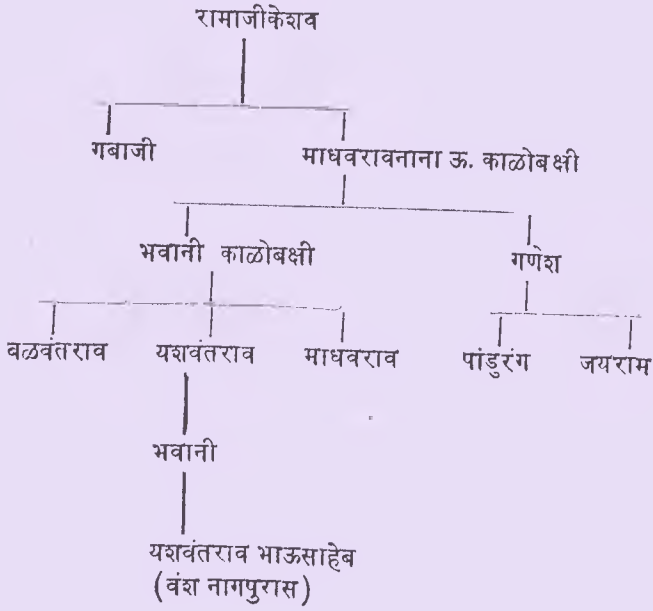 रामाजीकेशव
गबाजी माधवरावनाना ऊ. काळोबक्षी
भवानी काळोबक्षी गणेश
बळवंतराव यशवंतराव माधवराव पांडुरंग जयराम
भवानी
यशवंतराव भाऊसाहेब
(वंश नागपुरास)